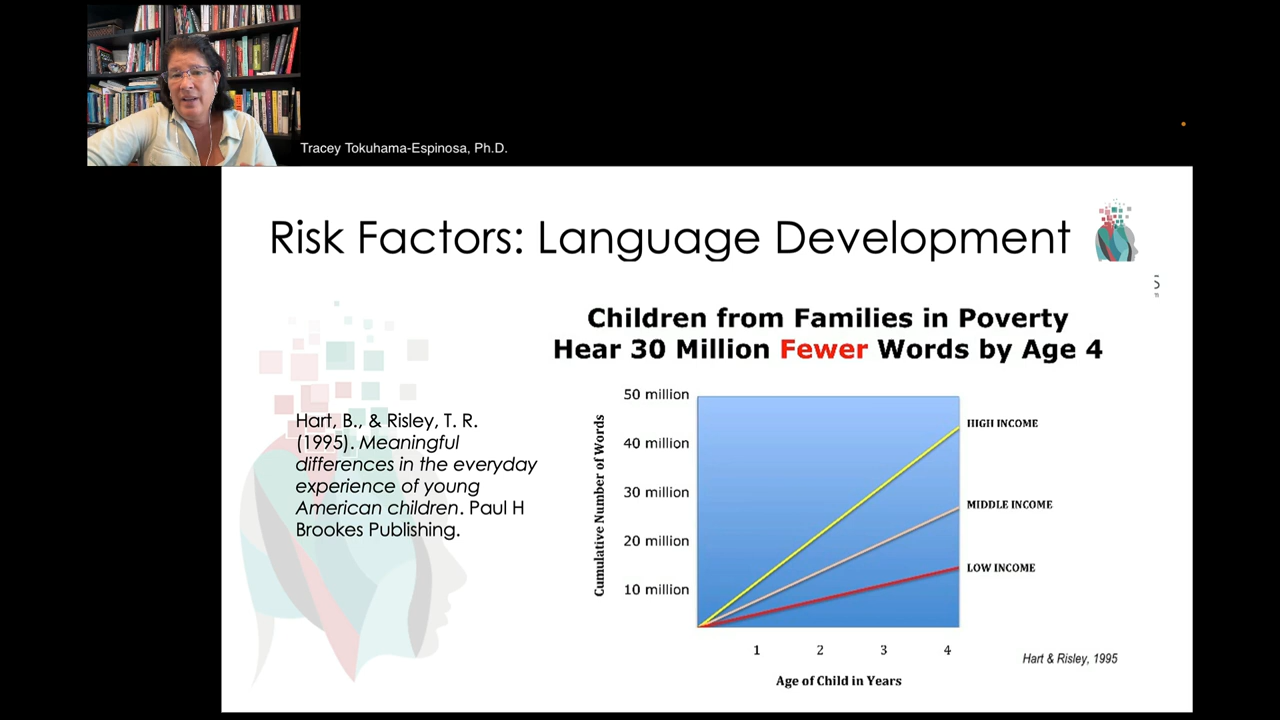 Tracey Tokuhama-Espinosa, Ph.D.
Risk Factors: Language Development
Children from Families in Poverty
Hear 30 Million Fewer Words by Age 4
Hart, B., & Risley, T. R.
(1995). Meaningful
differences in the everyday
experience of young
American children. Paul H
Brookes Publishing.
Cumulative Number of Words
50 million
40 million
30 million
20 million
10 million
HIGH INCOME
MIDDLE INCOME
LOW INCOME
1 2 3 4
Age of Child in Years
Hart & Risley, 1995